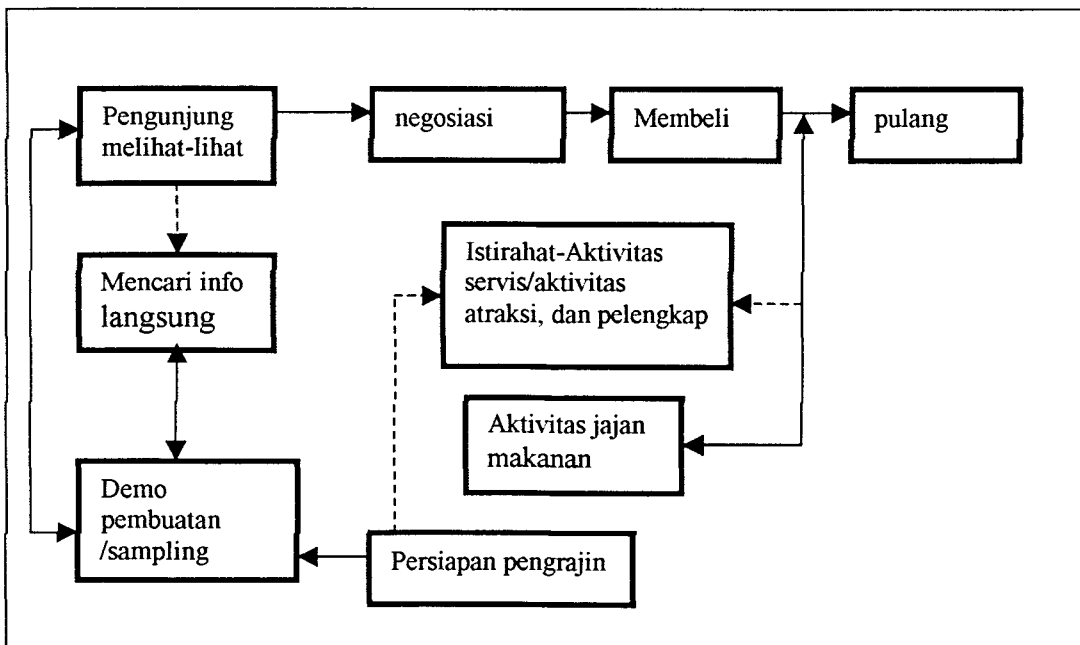 Pengunjung
melihat-lihat
negosiasi
Membeli
pulang
Mencari info
langsung
Istirahat-Aktivitas
servis/aktivitas
atraksi, dan pelengkap
Aktivitas jajan
makanan
Demo
pembuatan
/sampling
Persiapan pengrajin